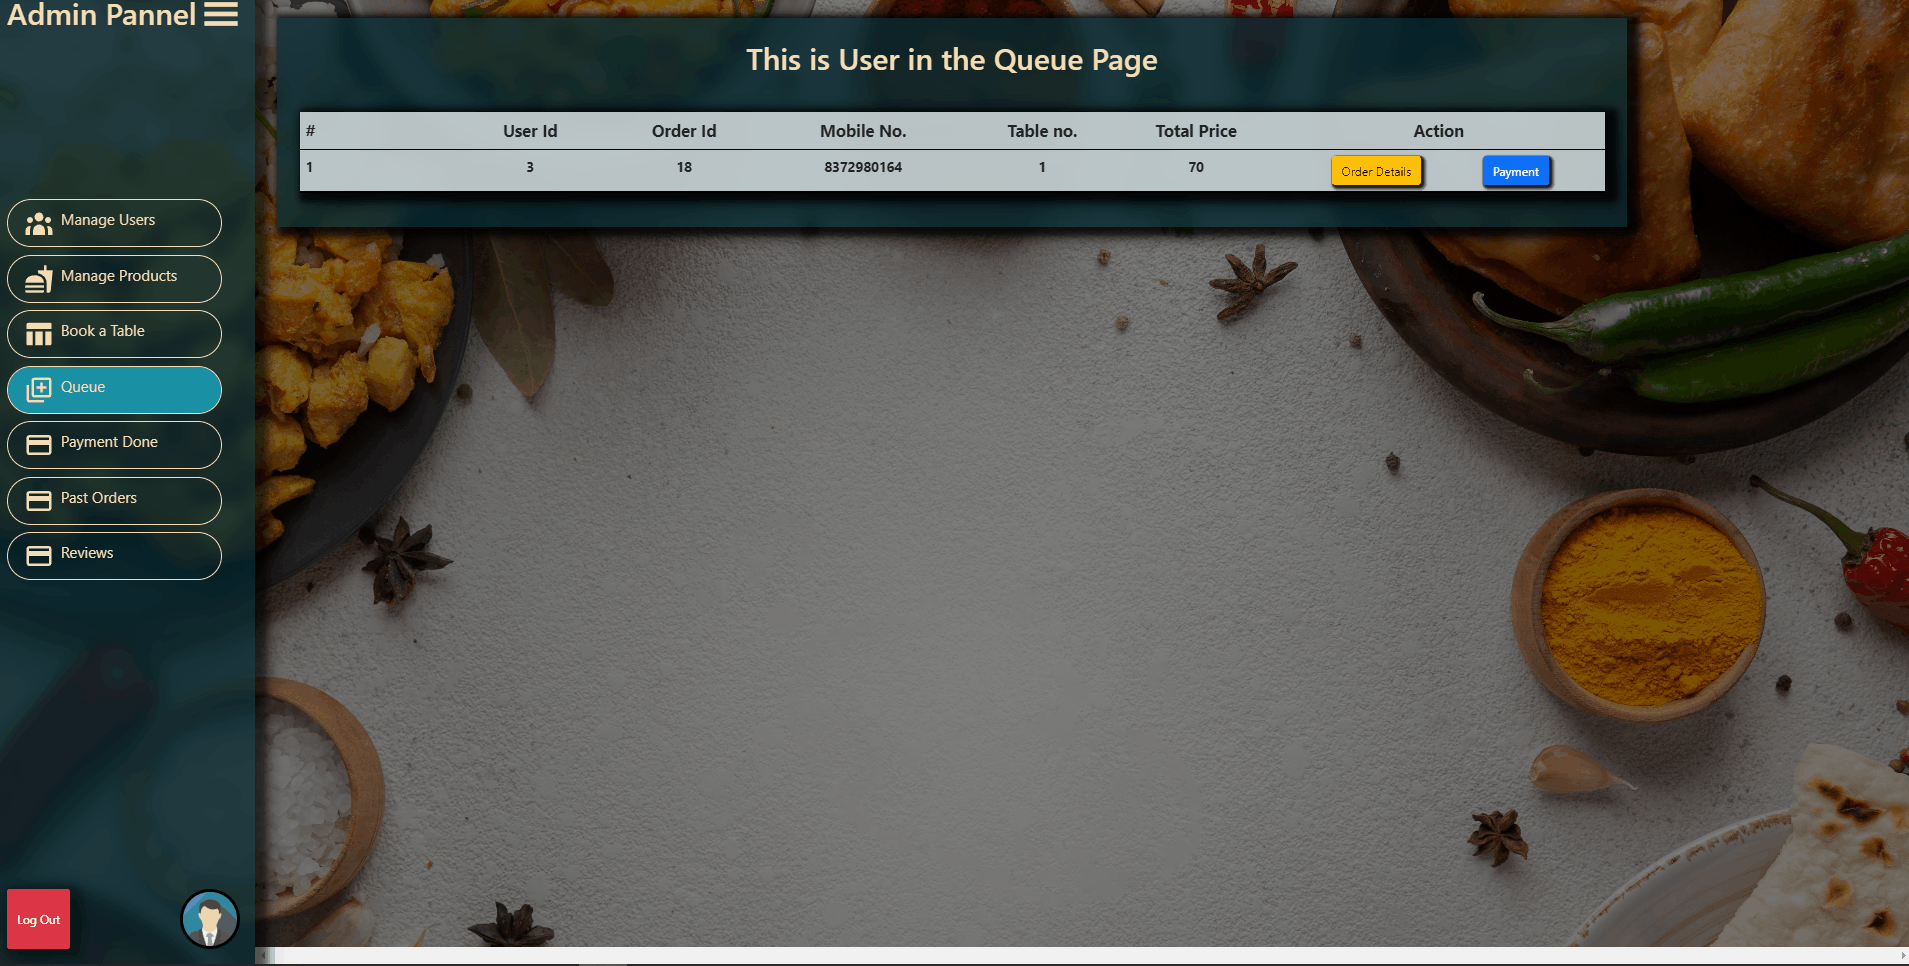 Admin Pannel
This is User in the Queue Page
# User Id Order Id Mobile No. Table no. Total Price Action
1 3 18 8372980164 1 70 Order Details Payment
Manage Users
Manage Products
Book a Table
Queue
Payment Done
Past Orders
Reviews
Log Out